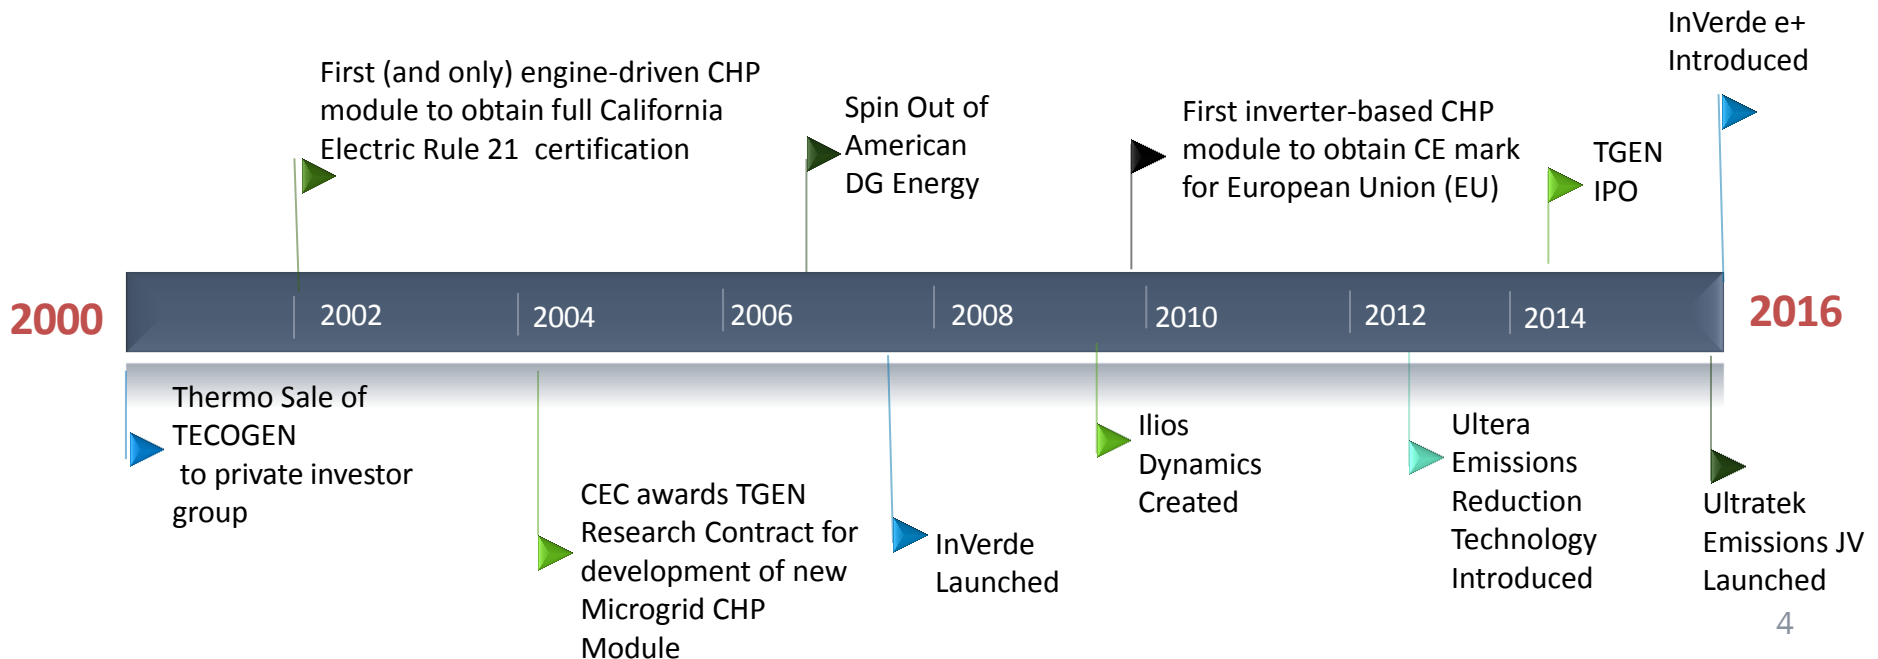 First (and only) engine-driven CHP
module to obtain full California
Electric Rule 21 certification
Spin Out of
American
DG Energy
First inverter-based CHP
module to obtain CE mark
for European Union (EU)
TGEN
IPO
InVerde e+
Introduced
2000
2002
2004
2006
2008
2010
2012
2014
2016
Thermo Sale of
TECOGEN
to private investor
group
CEC awards TGEN
Research Contract for
development of new
Microgrid CHP
Module
InVerde
Launched
Ilios
Dynamics
Created
Ultera
Emissions
Reduction
Technology
Introduced
Ultratek
Emissions JV
Launched
4